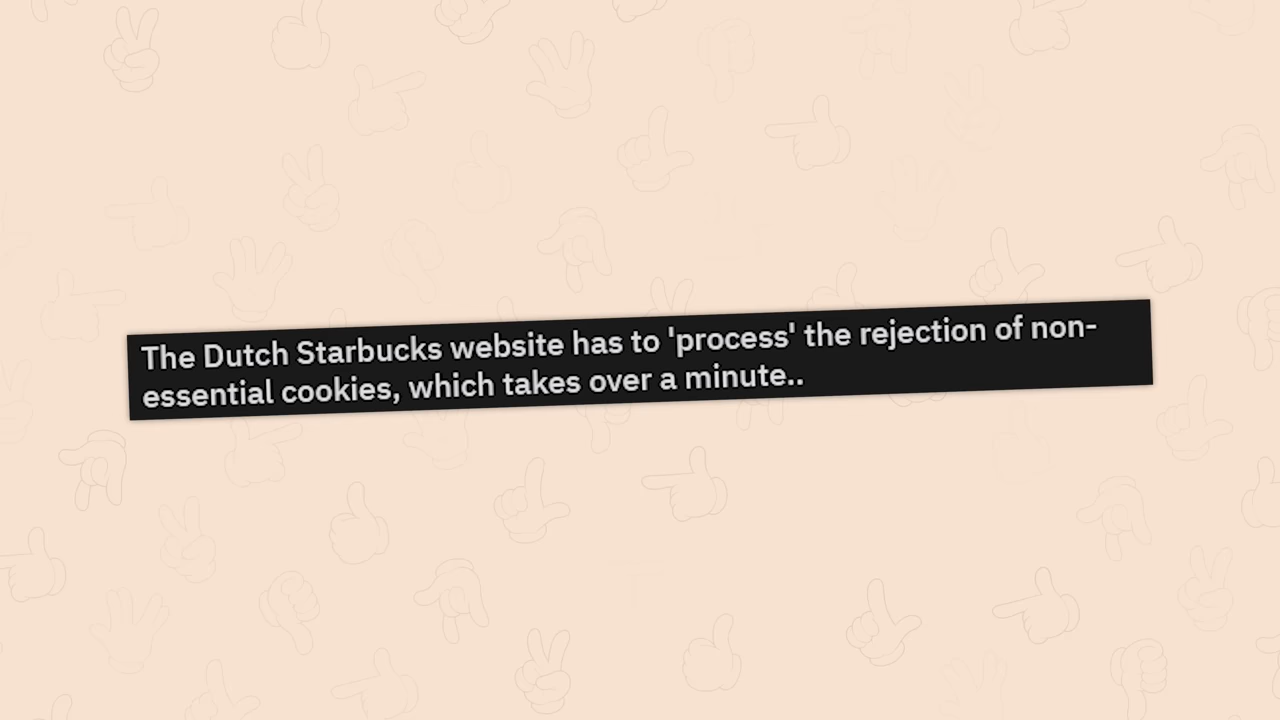 The Dutch Starbucks website has to 'process' the rejection of non-
essential cookies, which takes over a minute..